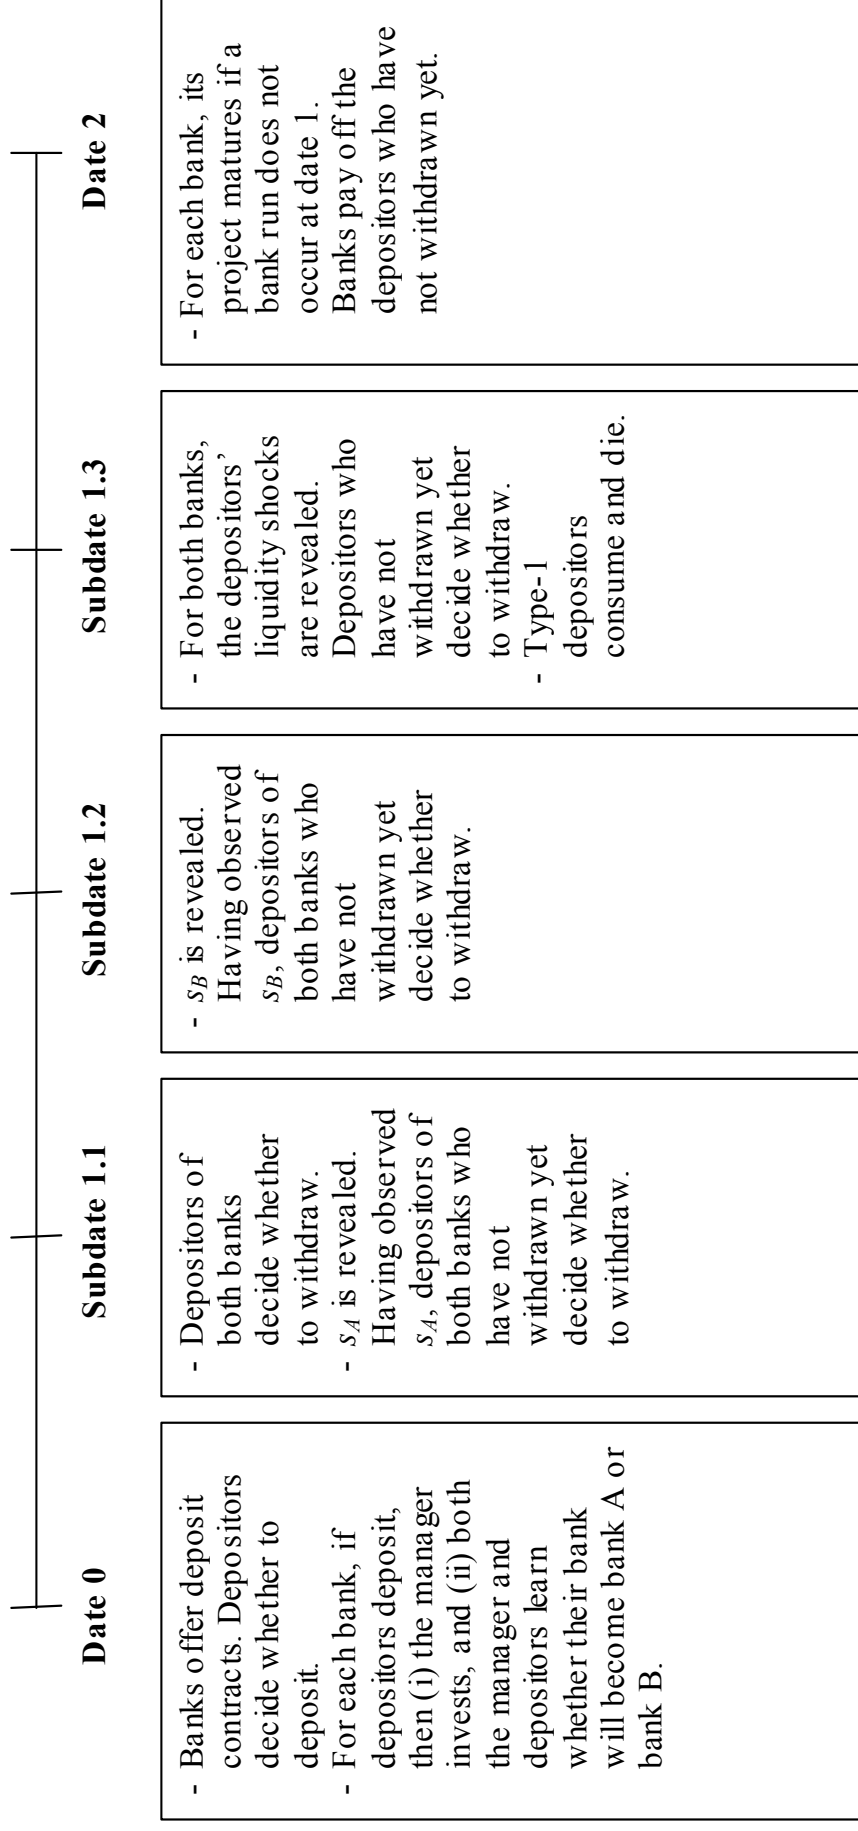 Date 0
- Banks offer deposit
contracts. Depositors
decide whether to
deposit.
- For each bank, if
depositors deposit,
then (i) the manager
invests, and (ii) both
the manager and
depositors learn
whether their bank
will become bank A or
bank B.
Subdate 1.1
- Depositors of
both banks
decide whether
to withdraw.
- s_A is revealed.
Having observed
s_A, depositors of
both banks who
have not
withdrawn yet
decide whether
to withdraw.
Subdate 1.2
- s_B is revealed.
Having observed
s_B, depositors of
both banks who
have not
withdrawn yet
decide whether
to withdraw.
Subdate 1.3
- For both banks,
the depositors’
liquidity shocks
are revealed.
Depositors who
have not
withdrawn yet
decide whether
to withdraw.
- Type-1
depositors
consume and die.
Date 2
- For each bank, its
project matures if a
bank run does not
occur at date 1.
Banks pay off the
depositors who have
not withdrawn yet.